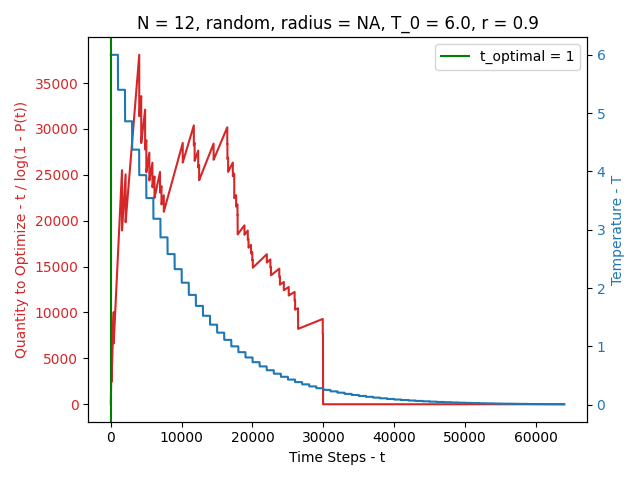 N = 12, random, radius = NA, T_0 = 6.0, r = 0.9
t_optimal = 1
Quantity to Optimize - t / log(1 - P(t))
35000
30000
25000
20000
15000
10000
5000
0
6
5
4
3
2
1
0
Temperature - T
0 10000 20000 30000 40000 50000 60000
Time Steps - t